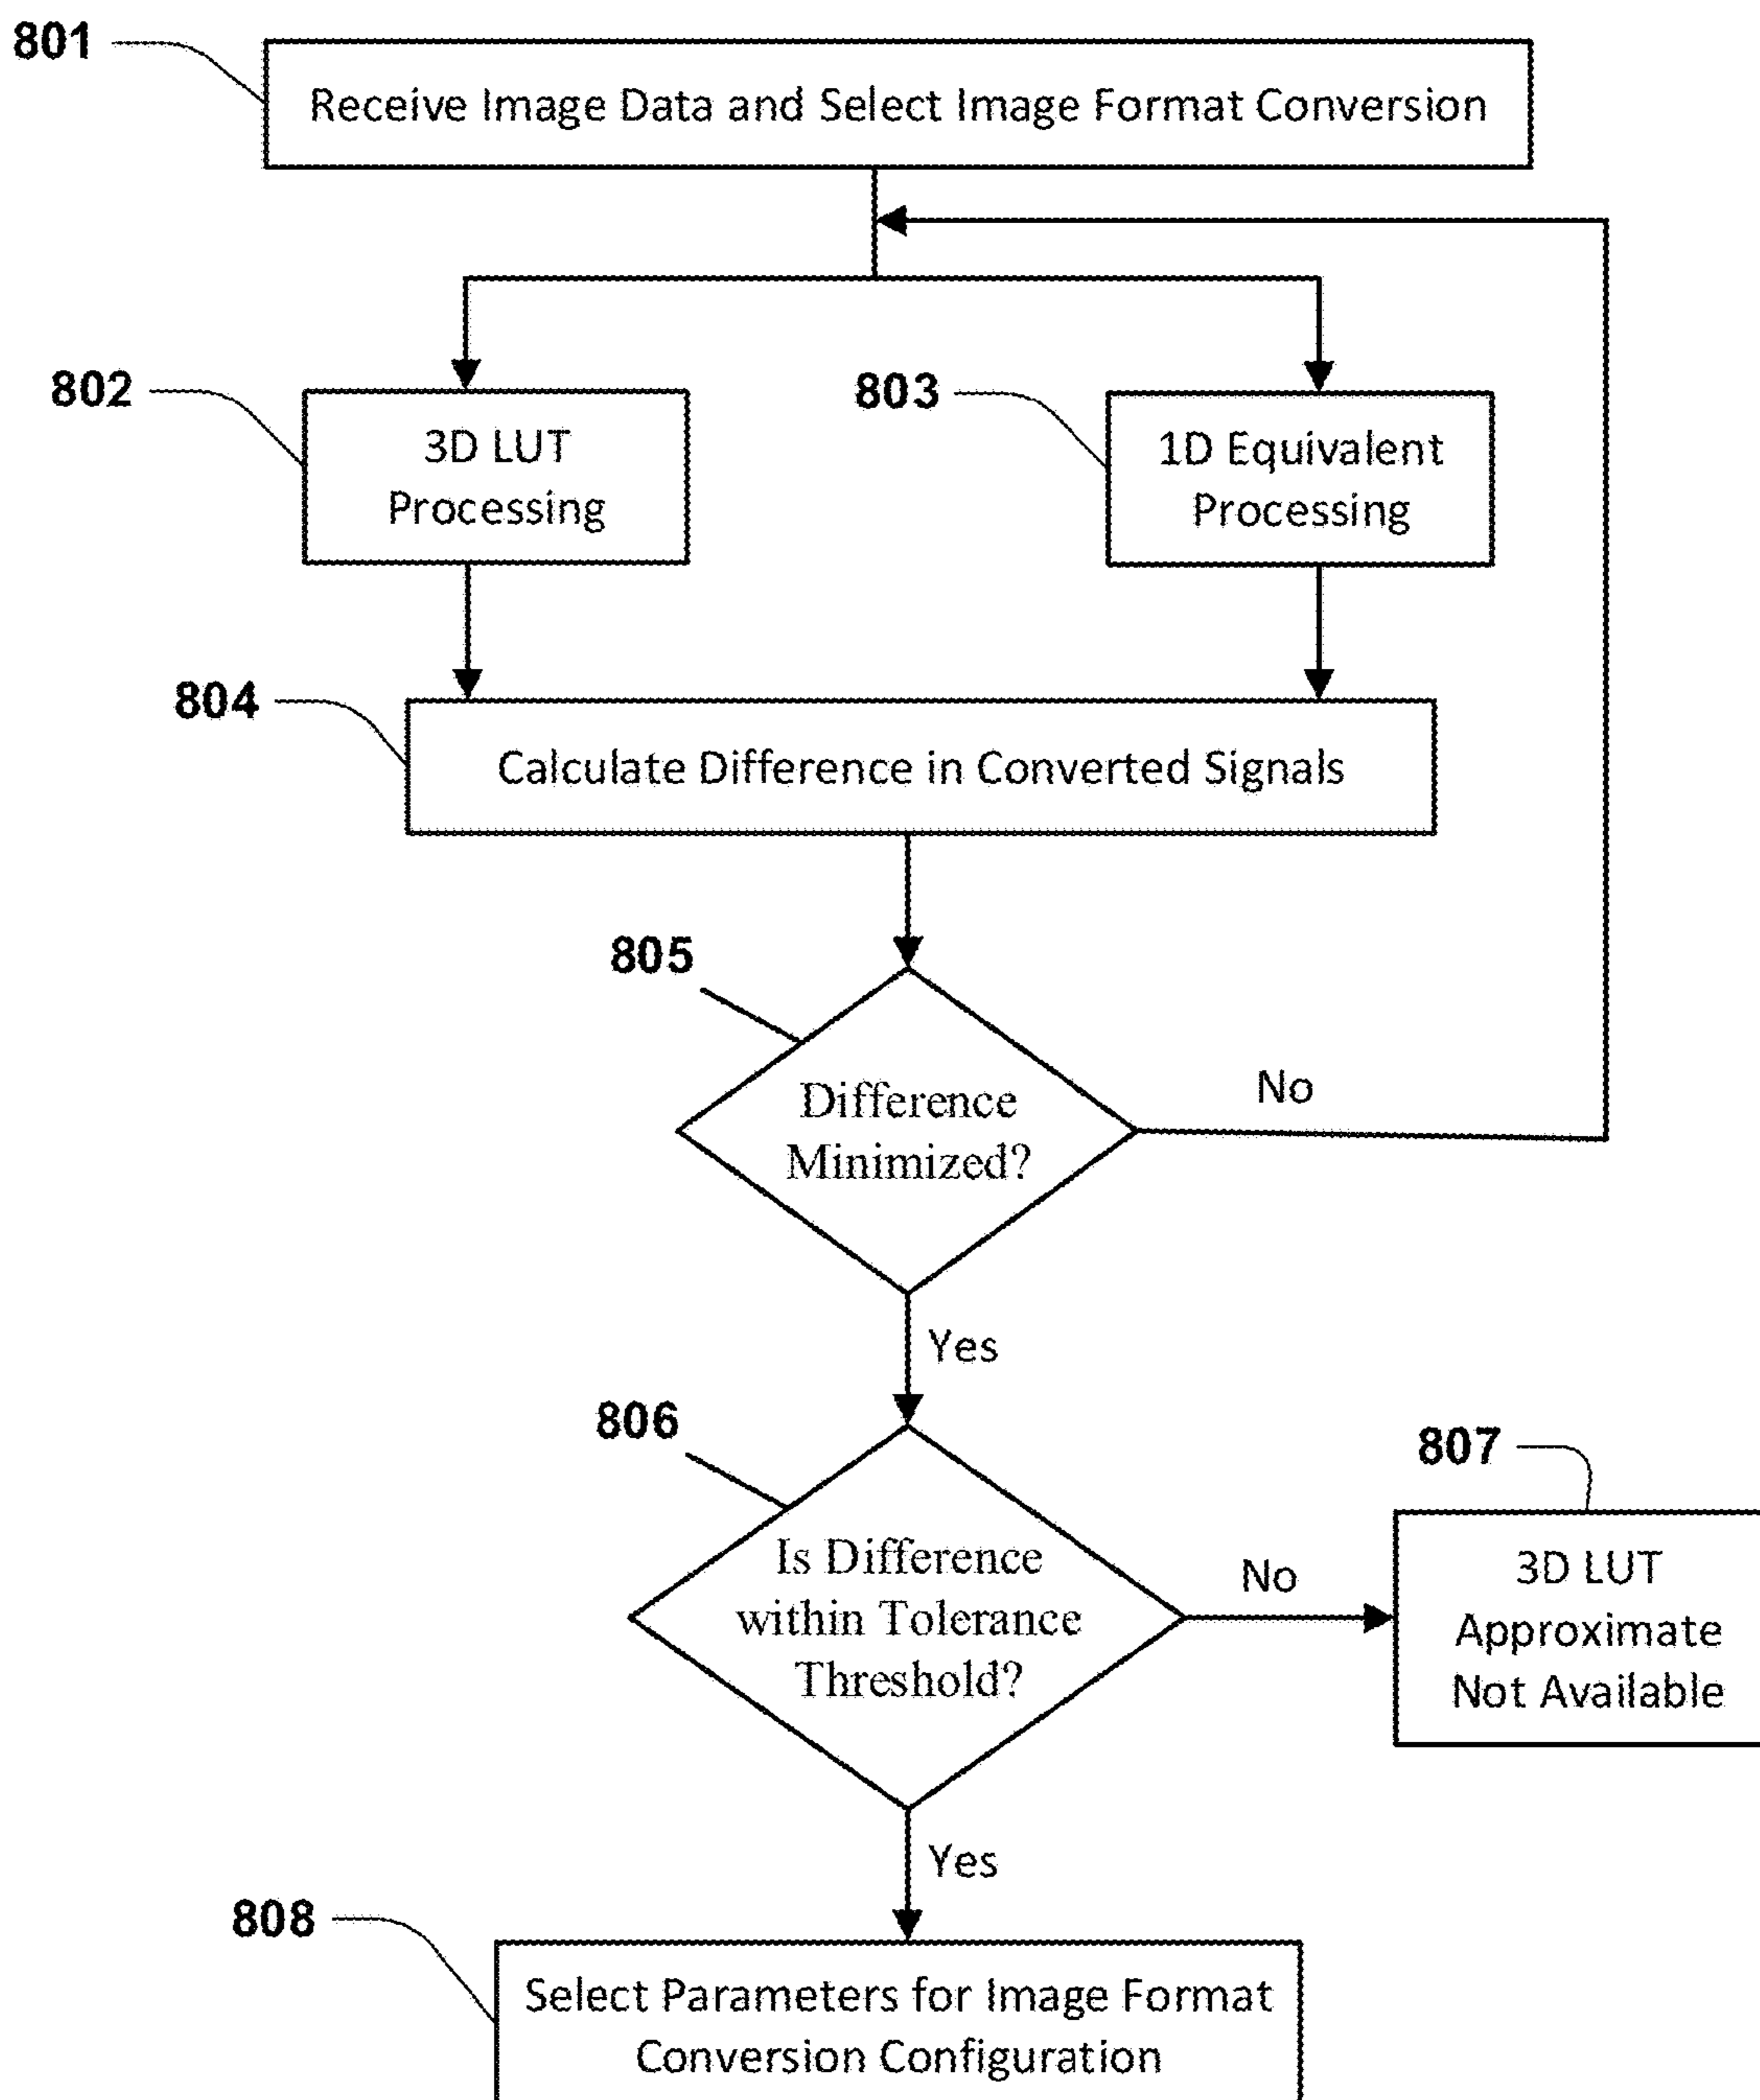 801
Receive Image Data and Select Image Format Conversion
802
3D LUT
Processing
803
1D Equivalent
Processing
804
Calculate Difference in Converted Signals
805
Difference
Minimized?
No
Yes
806
Is Difference
within Tolerance
Threshold?
No
807
3D LUT
Approximate
Not Available
Yes
808
Select Parameters for Image Format
Conversion Configuration